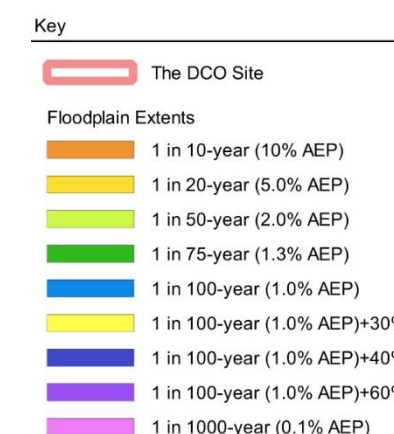 Key
The DCO Site
Floodplain Extents
1 in 10-year (10% AEP)
1 in 20-year (5.0% AEP)
1 in 50-year (2.0% AEP)
1 in 75-year (1.3% AEP)
1 in 100-year (1.0% AEP)
1 in 100-year (1.0% AEP)+30%
1 in 100-year (1.0% AEP)+40%
1 in 100-year (1.0% AEP)+60%
1 in 1000-year (0.1% AEP)